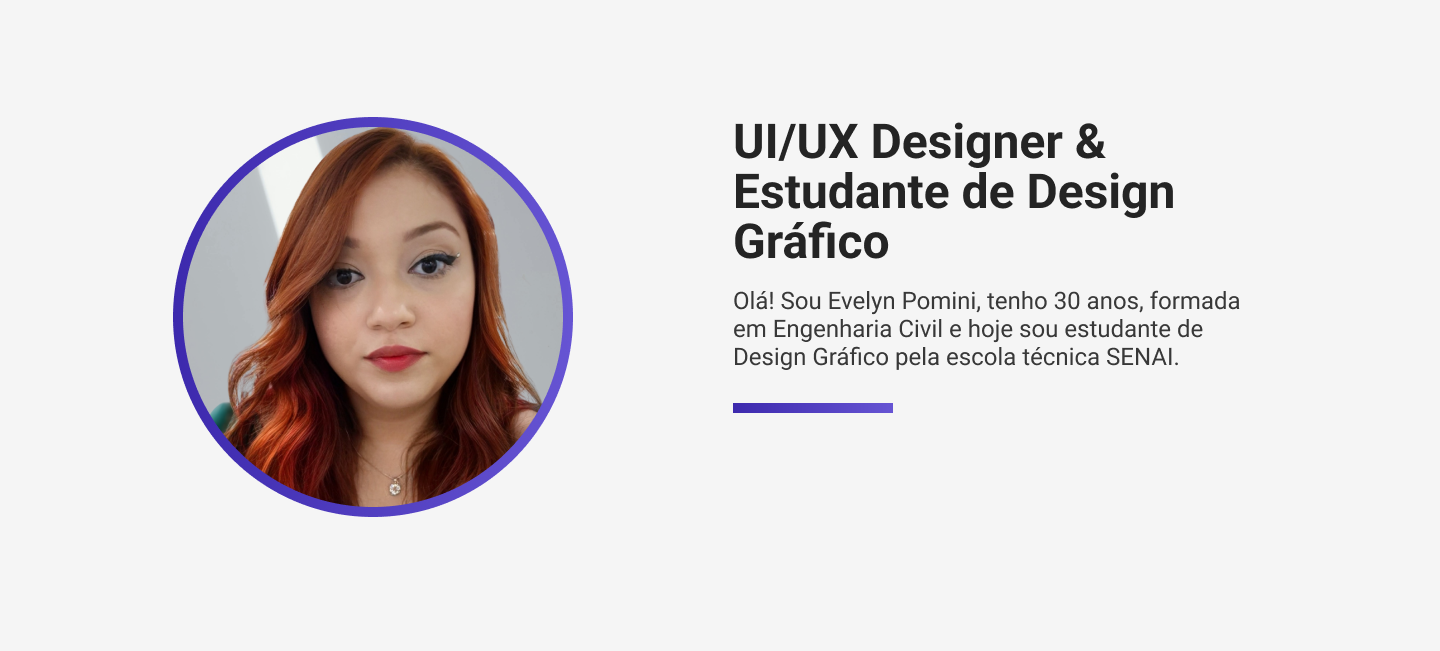 UI/UX Designer &
Estudante de Design
Gráfico
Olá! Sou Evelyn Pomini, tenho 30 anos, formada
em Engenharia Civil e hoje sou estudante de
Design Gráfico pela escola técnica SENAI.